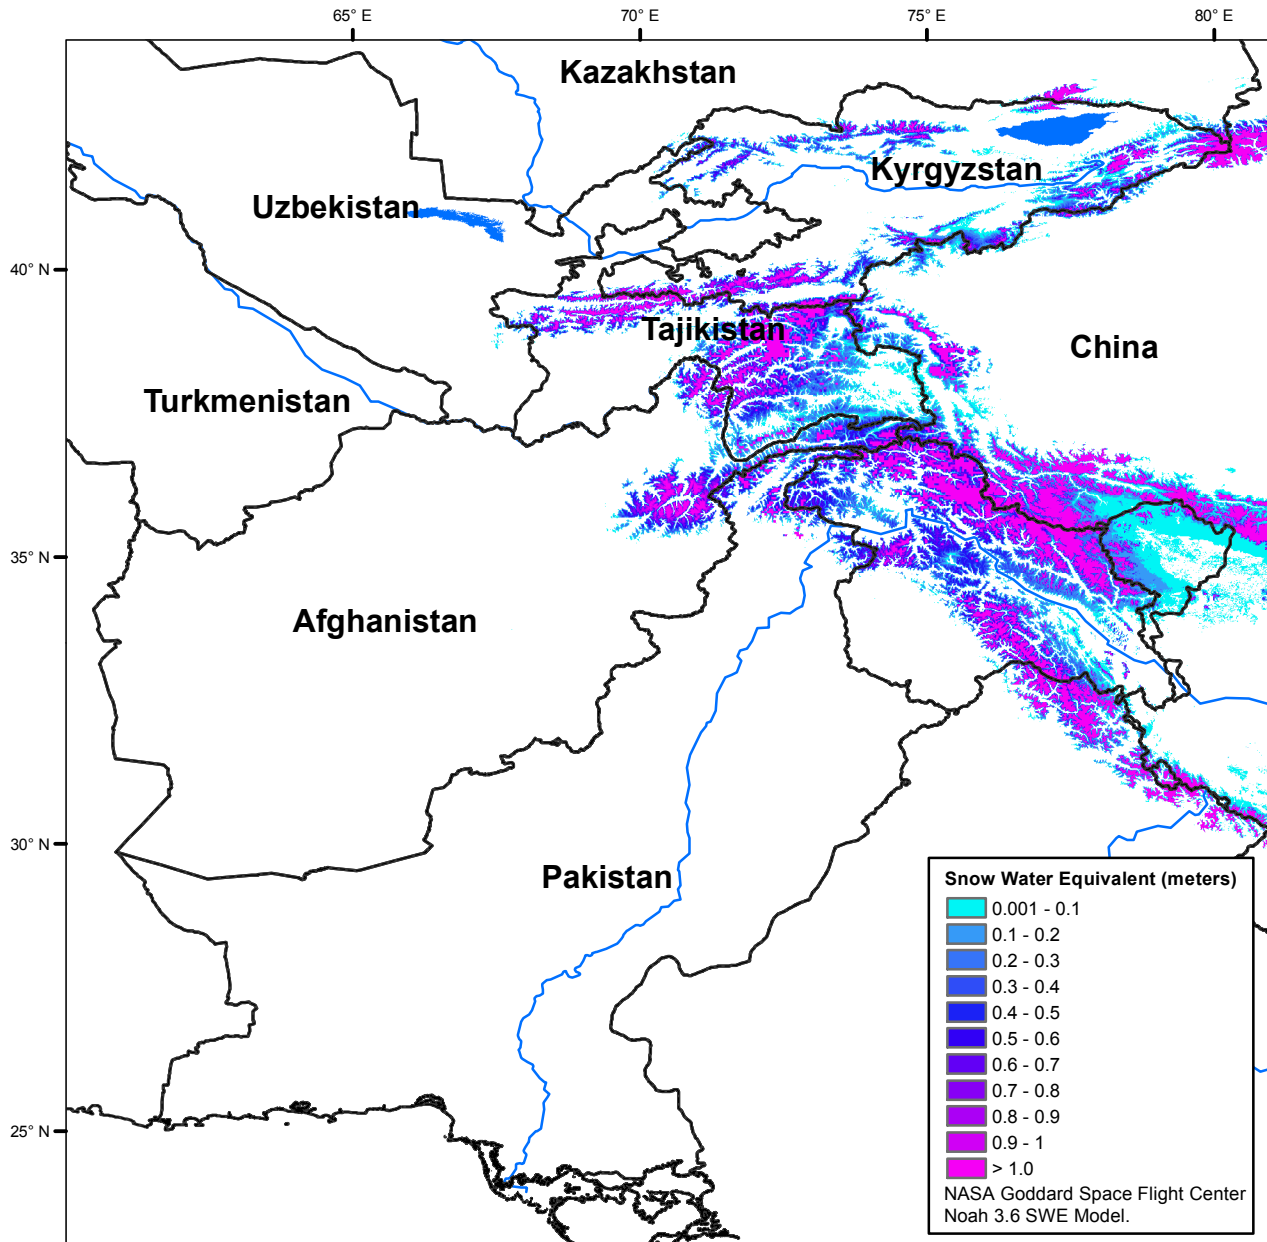 65° E
70° E
75° E
80° E
Kazakhstan
Kyrgyzstan
Uzbekistan
40° N
Tajikistan
China
Turkmenistan
35° N
Afghanistan
30° N
Pakistan
25° N
Snow Water Equivalent (meters)
0.001 - 0.1
0.1 - 0.2
0.2 - 0.3
0.3 - 0.4
0.4 - 0.5
0.5 - 0.6
0.6 - 0.7
0.7 - 0.8
0.8 - 0.9
0.9 - 1
> 1.0
NASA Goddard Space Flight Center
Noah 3.6 SWE Model.